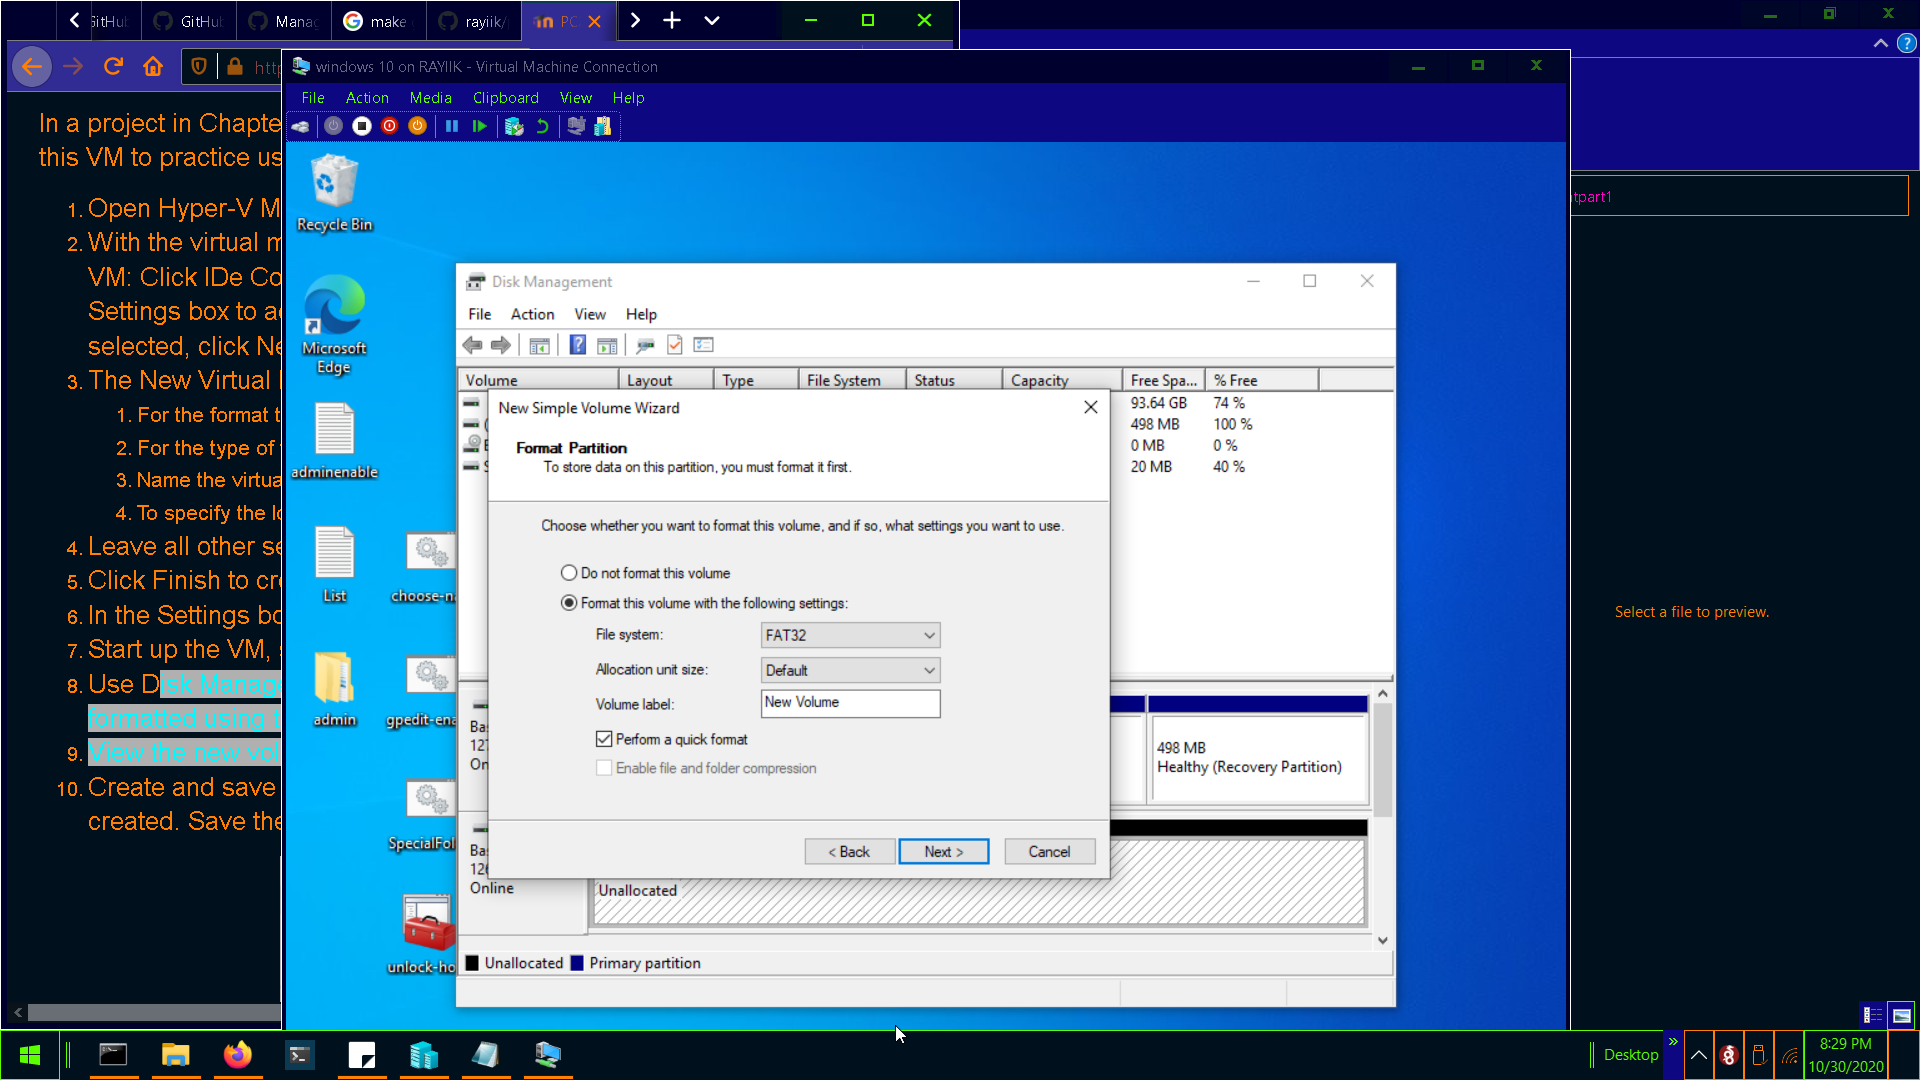 GitHub
GitHub
Manag
make
rayiik/
PC
http
In a project in Chapte
this VM to practice us
1. Open Hyper-V M
2. With the virtual m
VM: Click IDe Co
Settings box to a
selected, click Ne
3. The New Virtual
1. For the format t
2. For the type of
3. Name the virtua
4. To specify the lo
4. Leave all other se
5. Click Finish to cre
6. In the Settings bo
7. Start up the VM, s
8. Use Disk Manage
formatted using t
9. View the new vol
10. Create and save
created. Save the
windows 10 on RAYIIK - Virtual Machine Connection
File Action Media Clipboard View Help
Recycle Bin
Microsoft
Edge
adminenable
List
admin
choose-n
gpedit-ena
SpecialFol
unlock-ho
Disk Management
File Action View Help
Volume Layout Type File System Status Capacity Free Spa... % Free
93.64 GB 74 %
498 MB 100 %
0 MB 0 %
20 MB 40 %
New Simple Volume Wizard
Format Partition
To store data on this partition, you must format it first.
Choose whether you want to format this volume, and if so, what settings you want to use.
Do not format this volume
Format this volume with the following settings:
File system: FAT32
Allocation unit size: Default
Volume label: New Volume
Perform a quick format
Enable file and folder compression
< Back Next > Cancel
Bas
127
On
498 MB
Healthy (Recovery Partition)
Bas
126
Online
Unallocated
Unallocated Primary partition
tpart1
Select a file to preview.
Desktop
8:29 PM
10/30/2020